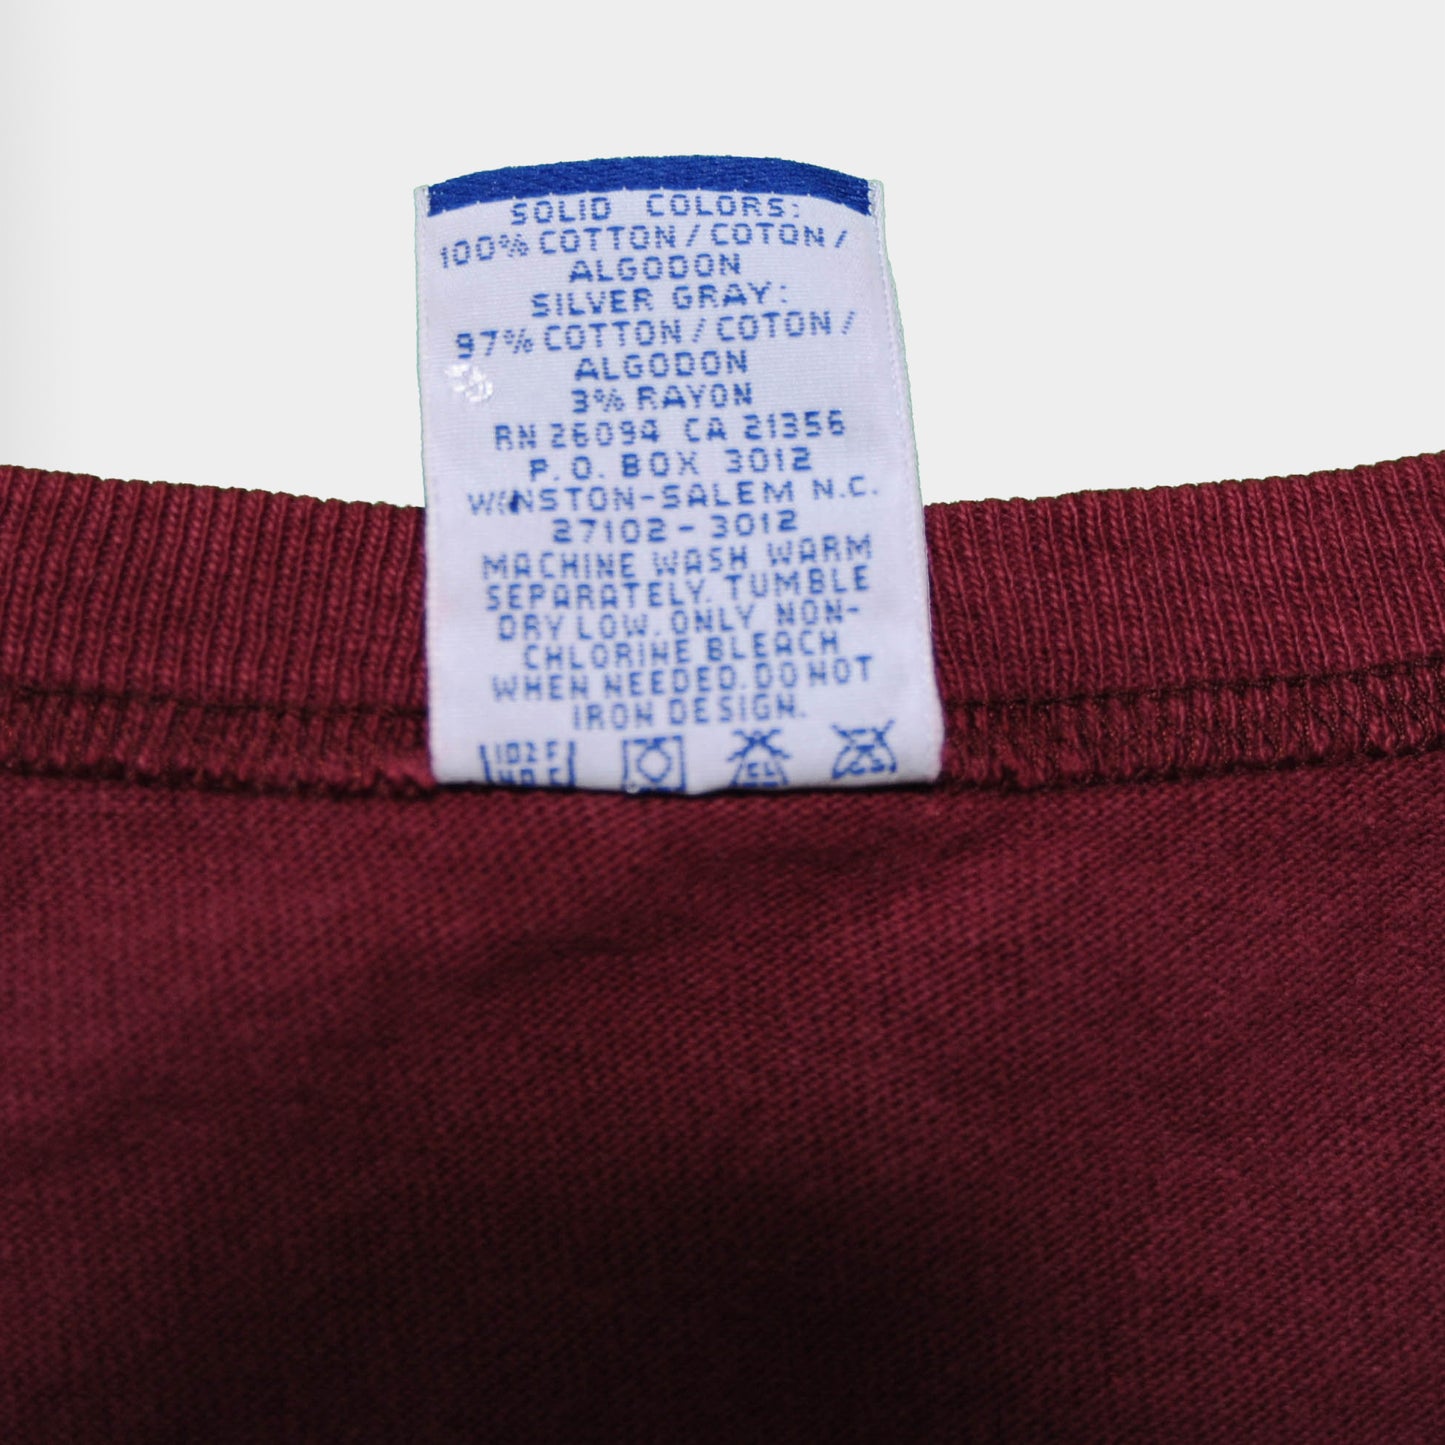 SOLID COLORS:
100% COTTON / COTON /
ALGODON
SILVER GRAY:
97% COTTON / COTON /
ALGODON
3% RAYON
RN 26094 CA 21356
P.O. BOX 3012
WINSTON-SALEM N.C.
27102-3012
MACHINE WASH WARM
SEPARATELY. TUMBLE
DRY LOW. ONLY NON-
CHLORINE BLEACH
WHEN NEEDED. DO NOT
IRON DESIGN.
102F